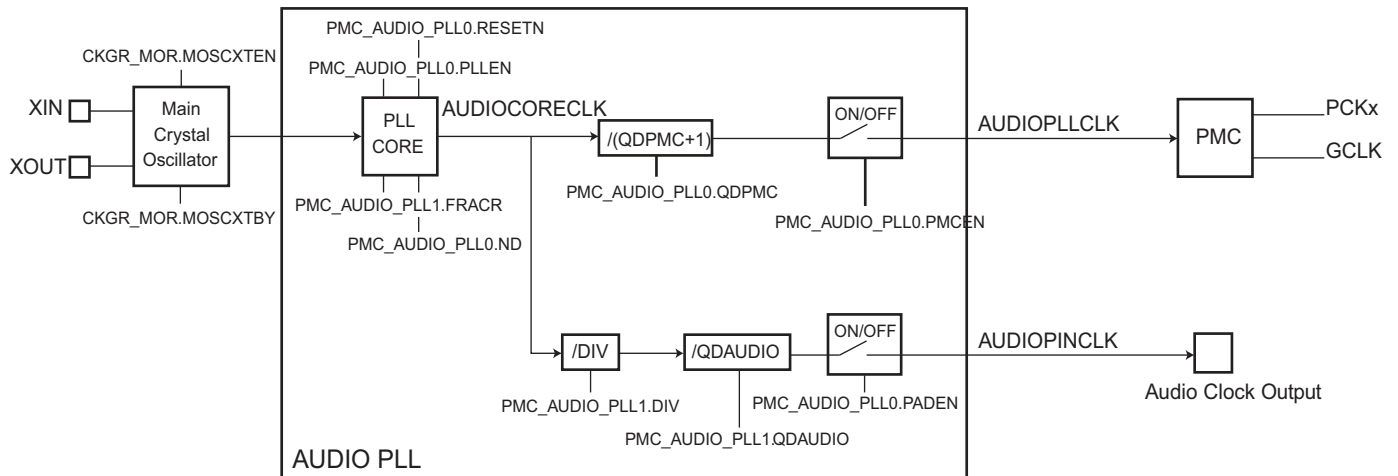 PMC_AUDIO_PLL0.RESETN
CKGR_MOR.MOSCXTEN
PMC_AUDIO_PLL0.PLLEN
XIN
XOUT
Main
Crystal
Oscillator
PLL
CORE
AUDIOCORECLK
/(QDPMC+1)
ON/OFF
AUDIOPLLCLK
PMC
PCKx
GCLK
CKGR_MOR.MOSCXTBY
PMC_AUDIO_PLL1.FRACR
PMC_AUDIO_PLL0.ND
PMC_AUDIO_PLL0.QDPMC
PMC_AUDIO_PLL0.PMCEN
/DIV
/QDAUDIO
ON/OFF
AUDIOPINCLK
Audio Clock Output
PMC_AUDIO_PLL1.DIV
PMC_AUDIO_PLL0.PADEN
PMC_AUDIO_PLL1.QDAUDIO
AUDIO PLL